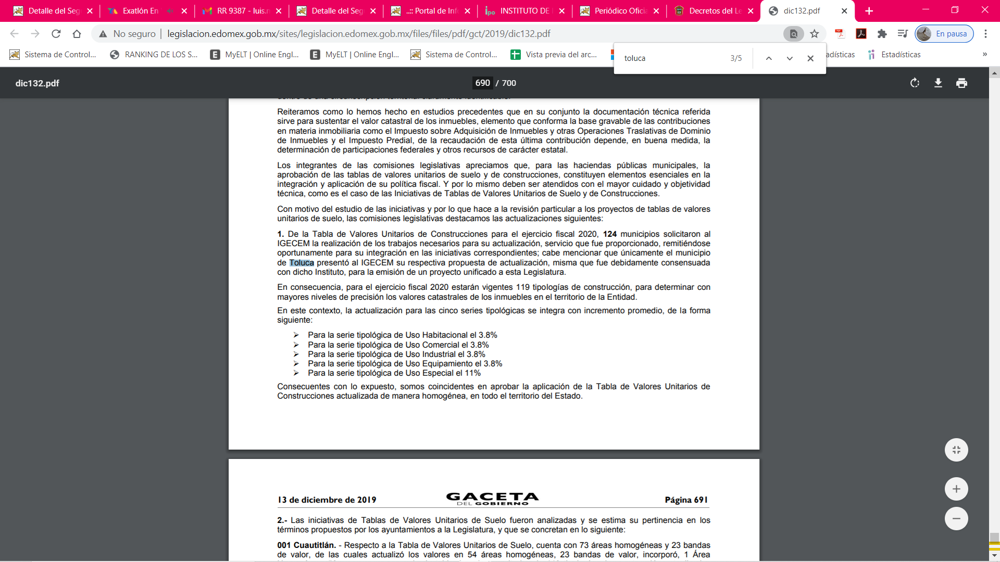 Detalle del Seg
Exatlón En
RR 9387 - luis.n
Detalle del Seg
..:: Portal de Inf
INSTITUTO DE
Periódico Oficia
Decretos del Le
dic132.pdf
No seguro
legislacion.edomex.gob.mx/sites/legislacion.edomex.gob.mx/files/files/pdf/gct/2019/dic132.pdf
En pausa
Sistema de Control...
RANKING DE LOS S...
MyELT | Online Engl...
MyELT | Online Engl...
Sistema de Control...
Vista previa del arc...
adísticas
Estadísticas
»
toluca 3/5
dic132.pdf
690 / 700
Reiteramos como lo hemos hecho en estudios precedentes que en su conjunto la documentación técnica referida
sirve para sustentar el valor catastral de los inmuebles, elemento que conforma la base gravable de las contribuciones
en materia inmobiliaria como el Impuesto sobre Adquisición de Inmuebles y otras Operaciones Traslativas de Dominio
de Inmuebles y el Impuesto Predial, de la recaudación de esta última contribución depende, en buena medida, la
determinación de participaciones federales y otros recursos de carácter estatal.
Los integrantes de las comisiones legislativas apreciamos que, para las haciendas públicas municipales, la
aprobación de las tablas de valores unitarios de suelo y de construcciones, constituyen elementos esenciales en la
integración y aplicación de su política fiscal. Y por lo mismo deben ser atendidos con el mayor cuidado y objetividad
técnica, como es el caso de las Iniciativas de Tablas de Valores Unitarios de Suelo y de Construcciones.
Con motivo del estudio de las iniciativas y por lo que hace a la revisión particular a los proyectos de tablas de valores
unitarios de suelo, las comisiones legislativas destacamos las actualizaciones siguientes:
1. De la Tabla de Valores Unitarios de Construcciones para el ejercicio fiscal 2020, 124 municipios solicitaron al
IGECEM la realización de los trabajos necesarios para su actualización, servicio que fue proporcionado, remitiéndose
oportunamente para su integración en las iniciativas correspondientes; cabe mencionar que únicamente el municipio
de Toluca presentó al IGECEM su respectiva propuesta de actualización, misma que fue debidamente consensuada
con dicho Instituto, para la emisión de un proyecto unificado a esta Legislatura.
En consecuencia, para el ejercicio fiscal 2020 estarán vigentes 119 tipologías de construcción, para determinar con
mayores niveles de precisión los valores catastrales de los inmuebles en el territorio de la Entidad.
En este contexto, la actualización para las cinco series tipológicas se integra con incremento promedio, de la forma
siguiente:
➢ Para la serie tipológica de Uso Habitacional el 3.8%
➢ Para la serie tipológica de Uso Comercial el 3.8%
➢ Para la serie tipológica de Uso Industrial el 3.8%
➢ Para la serie tipológica de Uso Equipamiento el 3.8%
➢ Para la serie tipológica de Uso Especial el 11%
Consecuentes con lo expuesto, somos coincidentes en aprobar la aplicación de la Tabla de Valores Unitarios de
Construcciones actualizada de manera homogénea, en todo el territorio del Estado.
13 de diciembre de 2019
GACETA
DEL GOBIERNO
Página 691
2.- Las iniciativas de Tablas de Valores Unitarios de Suelo fueron analizadas y se estima su pertinencia en los
términos propuestos por los ayuntamientos a la Legislatura, y que se concretan en lo siguiente:
001 Cuautitlán. - Respecto a la Tabla de Valores Unitarios de Suelo, cuenta con 73 áreas homogéneas y 23 bandas
de valor, de las cuales actualizó los valores en 54 áreas homogéneas, 23 bandas de valor, incorporó, 1 Área